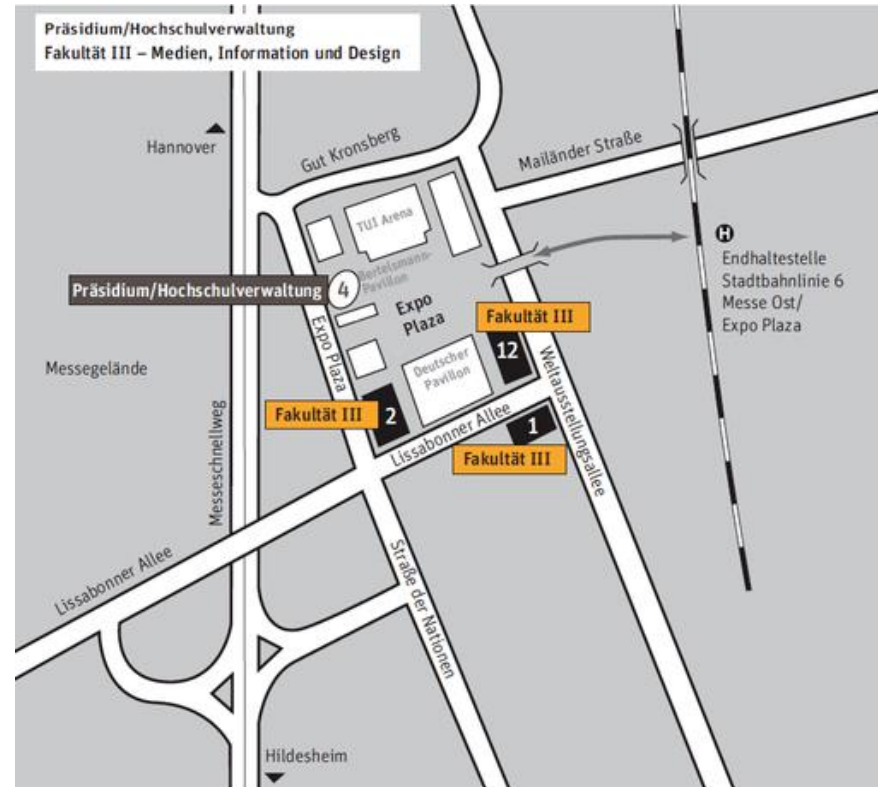 Präsidium/Hochschulverwaltung
Fakultät III – Medien, Information und Design
Hannover
Gut Kronsberg
Mailänder Straße
TUI Arena
H
Endhaltestelle
Stadtbahnlinie 6
Messe Ost/
Expo Plaza
Bertelsmann-
Pavillon
Präsidium/Hochschulverwaltung
4
Expo
Plaza
Fakultät III
12
Expo Plaza
Deutscher
Pavillon
Weltausstellungsallee
Messegelände
Fakultät III
2
Lissabonner Allee
1
Fakultät III
Messeschnellweg
Lissabonner Allee
Straße der Nationen
Hildesheim